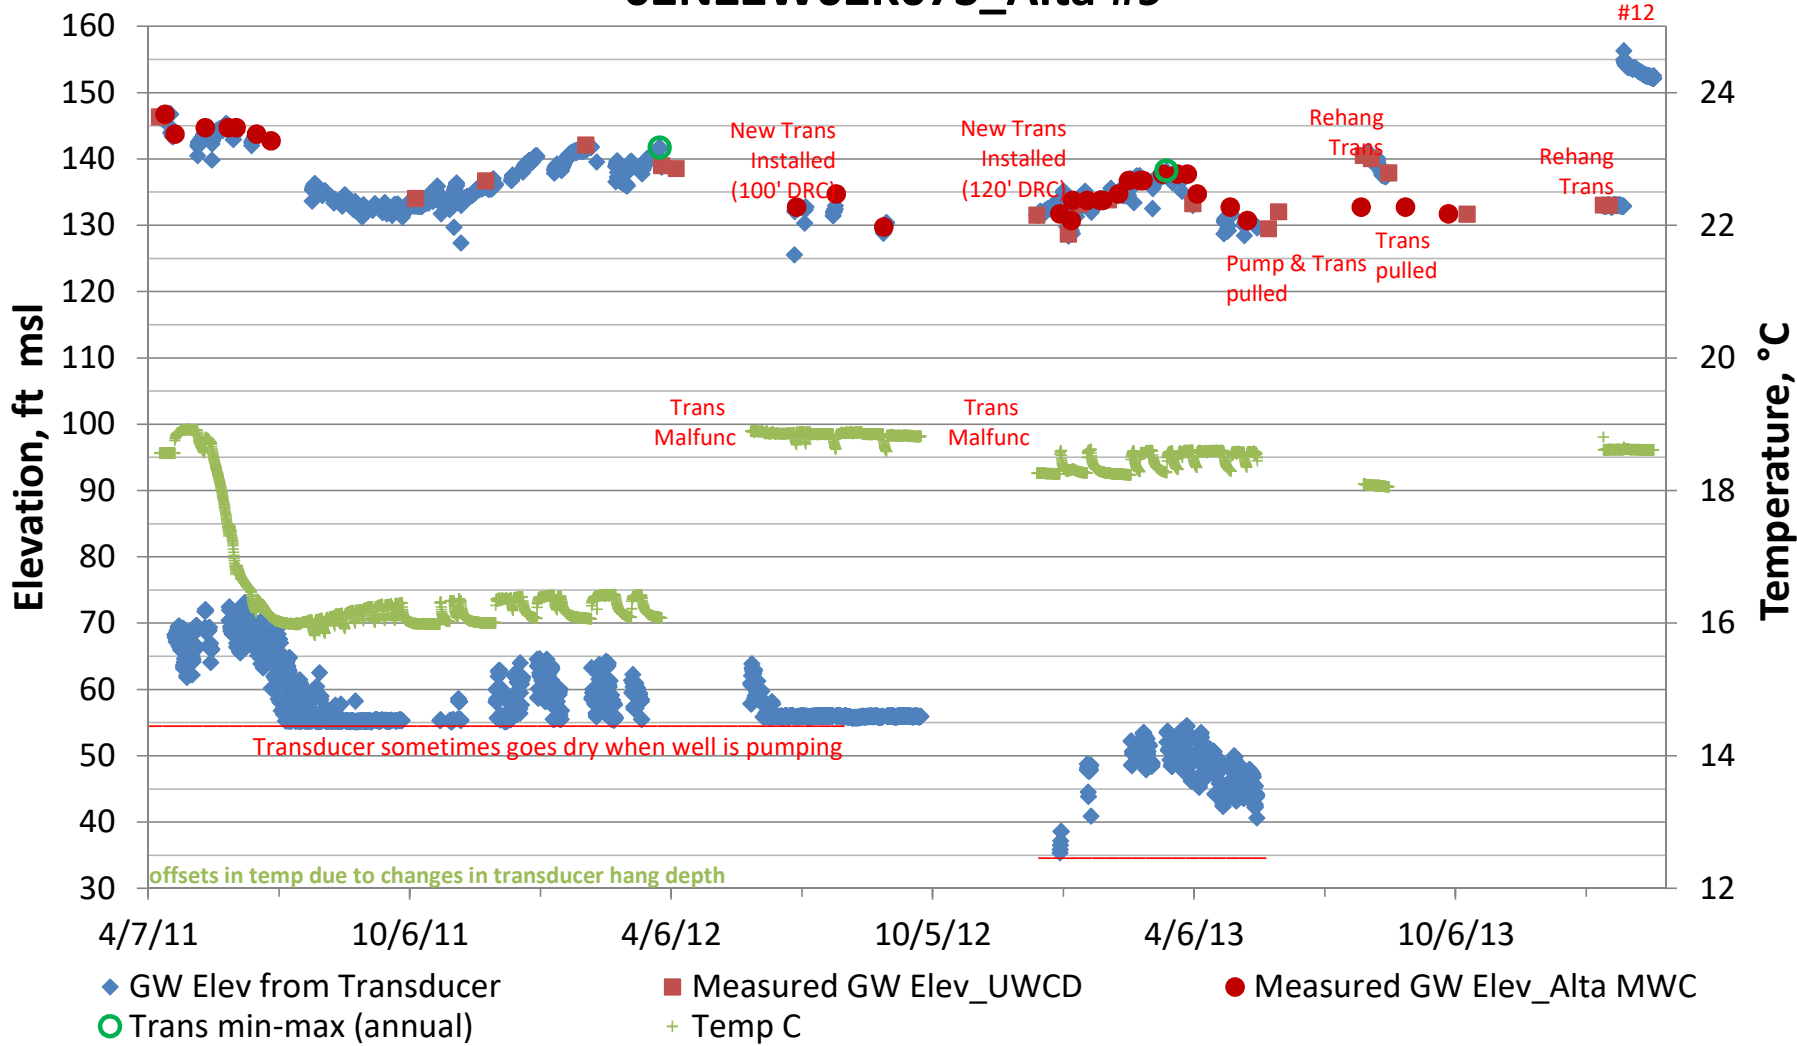 #12
160
150
140
130
120
110
100
90
80
70
60
50
40
30
Elevation, ft msl
24
22
20
18
16
14
12
Temperature, °C
New Trans
Installed
(100' DRC)
New Trans
Installed
(120' DRC)
Rehang
Trans
Rehang
Trans
Pump & Trans
pulled
Trans
pulled
Trans
Malfunc
Trans
Malfunc
Transducer sometimes goes dry when well is pumping
offsets in temp due to changes in transducer hang depth
4/7/11
10/6/11
4/6/12
10/5/12
4/6/13
10/6/13
GW Elev from Transducer
Measured GW Elev_UWCD
Measured GW Elev_Alta MWC
Trans min-max (annual)
Temp C